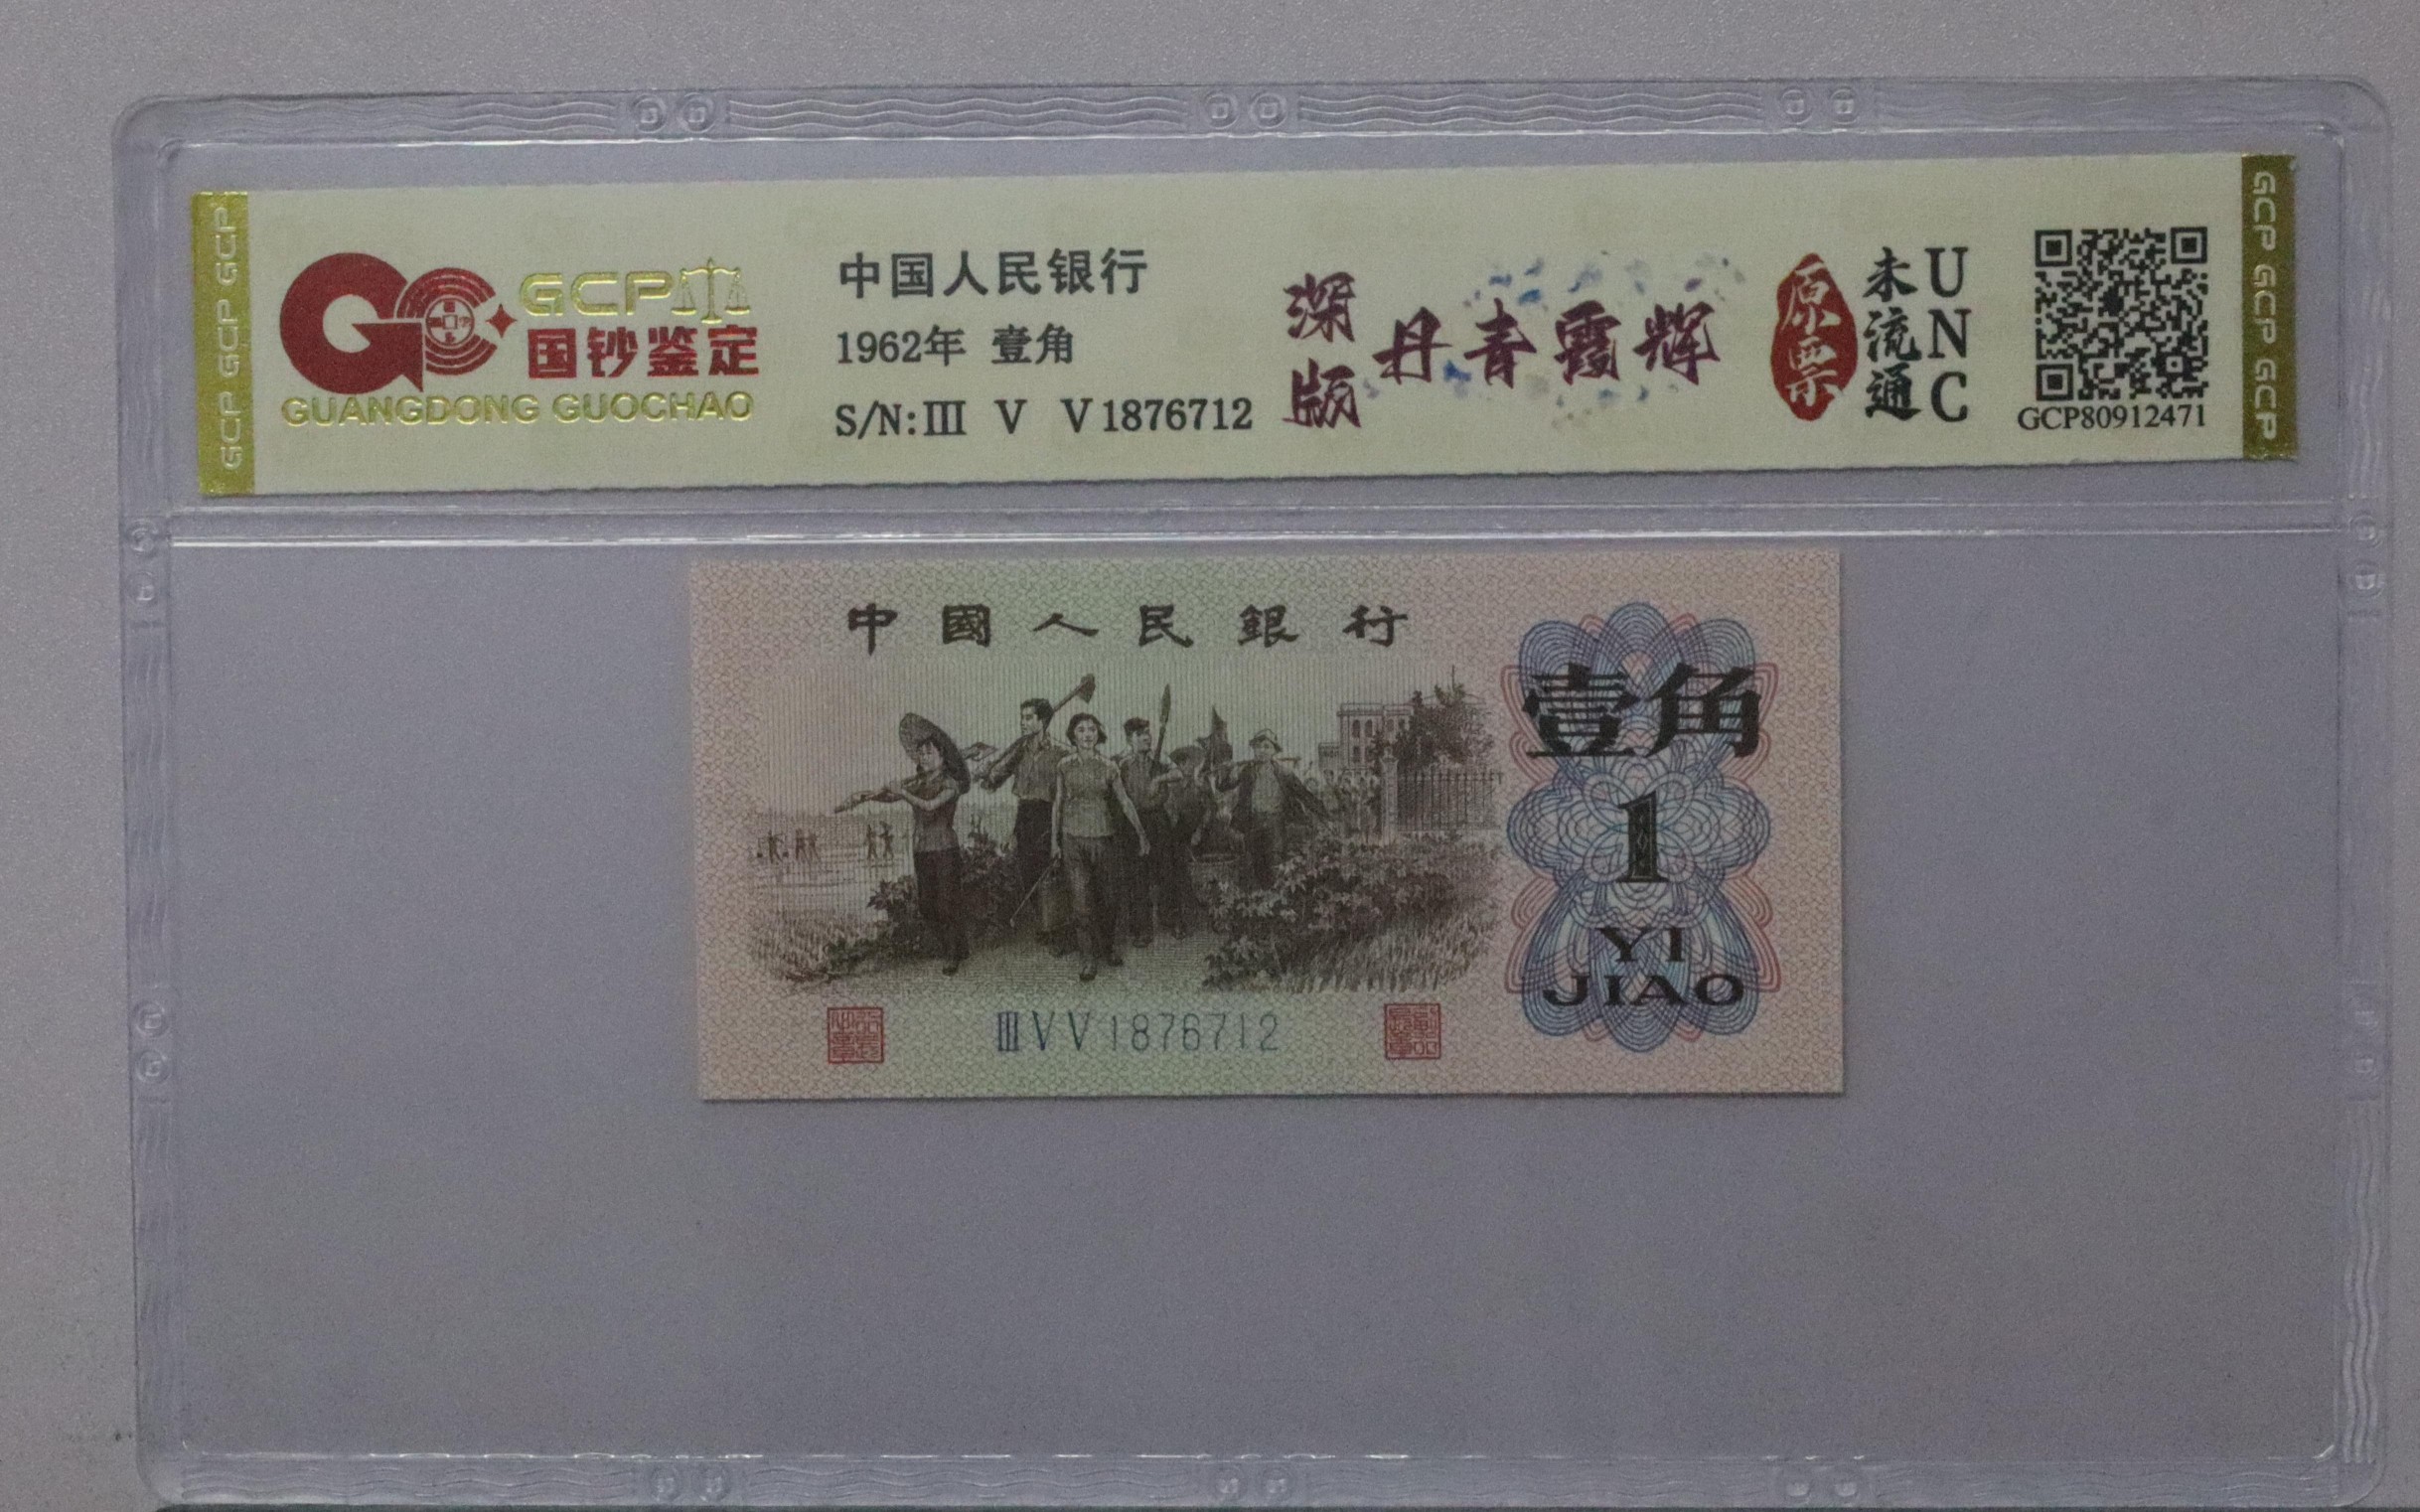 GCP
国钞鉴定
GUANGDONG GUOCHAO
中国人民银行
1962年 壹角
S/N:Ⅲ V V 1876712
深版
丹青霞辉
原票
未流通
UNC
GCP80912471
GCP GCP GCP
GCP GCP GCP
中國人民銀行
壹角
1
YI
JIAO
ⅢVV1876712